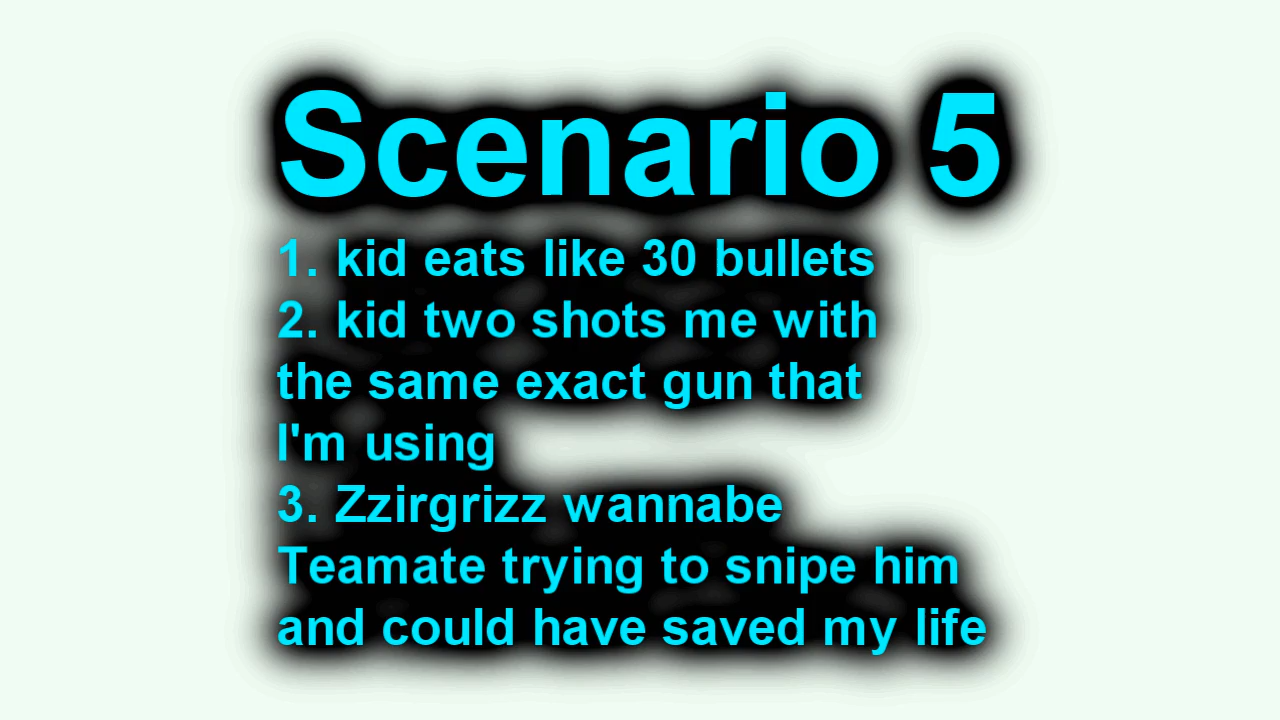 Scenario 5
1. kid eats like 30 bullets
2. kid two shots me with
the same exact gun that
I'm using
3. Zzirgrizz wannabe
Teamate trying to snipe him
and could have saved my life